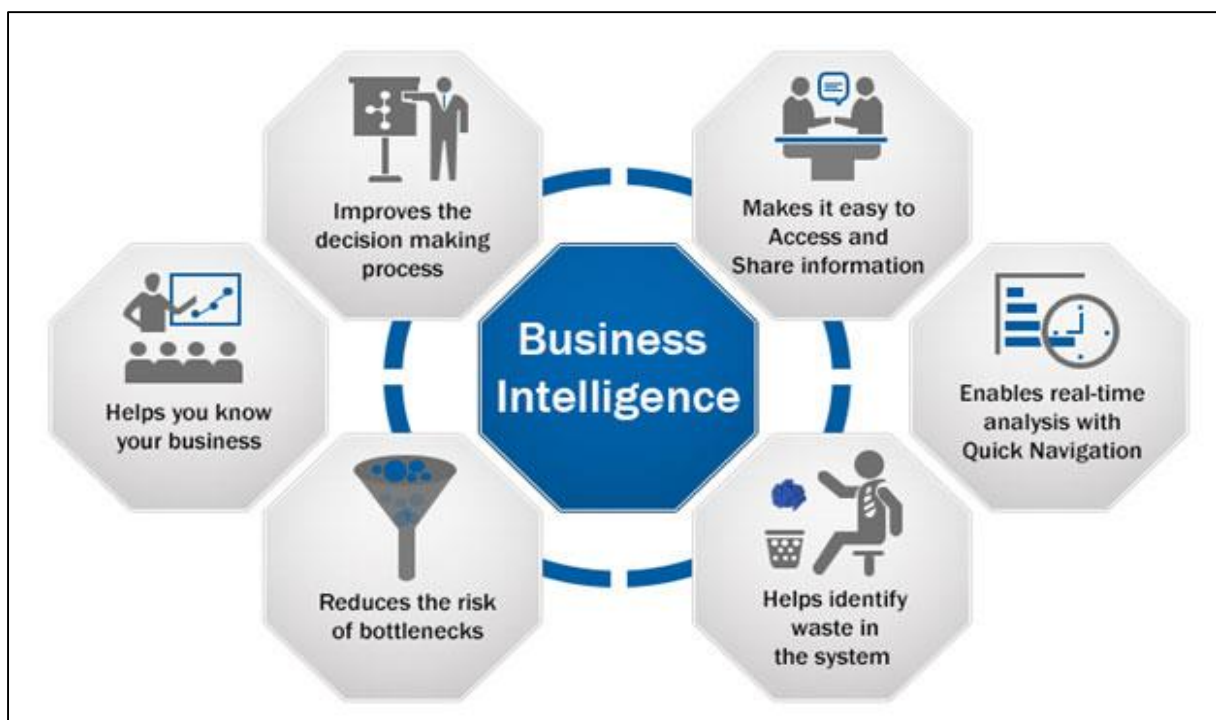 Improves the
decision making
process
Makes it easy to
Access and
Share information
Helps you know
your business
Business
Intelligence
Enables real-time
analysis with
Quick Navigation
Reduces the risk
of bottlenecks
Helps identify
waste in
the system